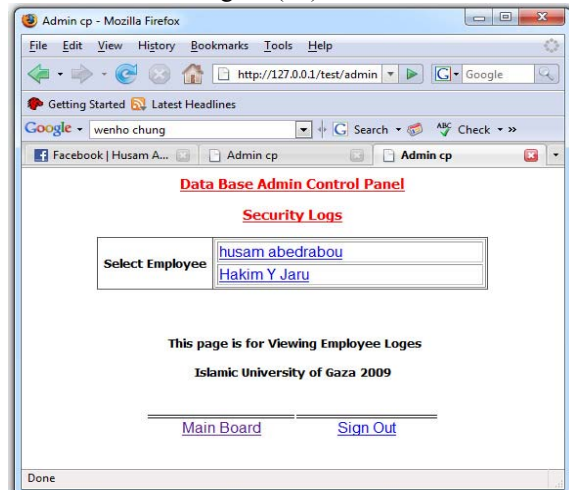 Admin cp - Mozilla Firefox
File Edit View History Bookmarks Tools Help
http://127.0.0.1/test/admin G Google
Getting Started Latest Headlines
Google wenho chung G Search ABC Check »
Facebook | Husam A... Admin cp Admin cp
Data Base Admin Control Panel
Security Logs
Select Employee
husam abedrabou
Hakim Y Jaru
This page is for Viewing Employee Loges
Islamic University of Gaza 2009
Main Board Sign Out
Done